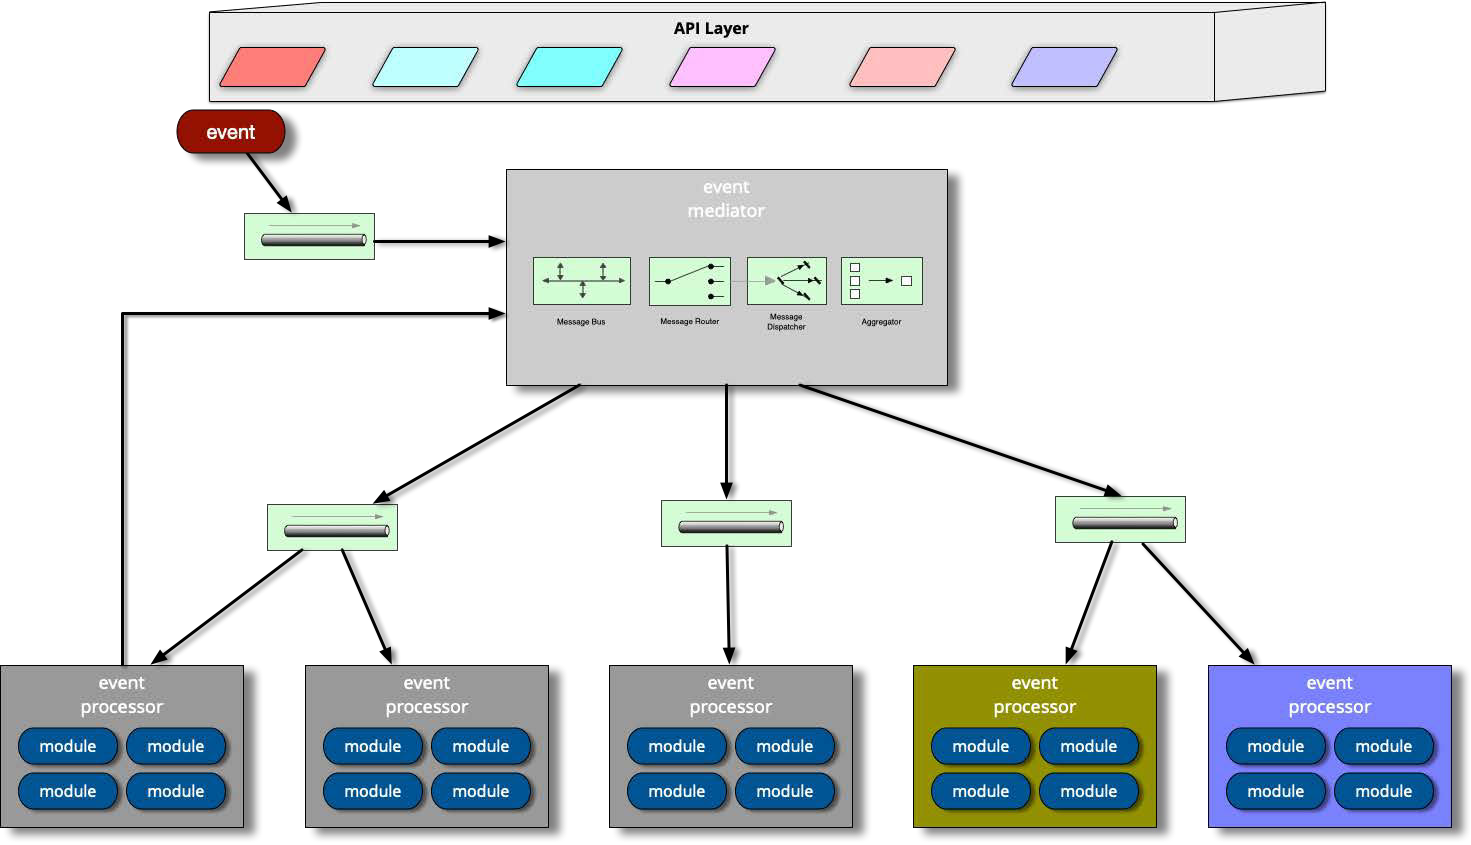 API Layer
event
event
mediator
Message Bus
Message Router
Message
Dispatcher
Aggregator
event
processor
module module
module module
event
processor
module module
module module
event
processor
module module
module module
event
processor
module module
module module
event
processor
module module
module module